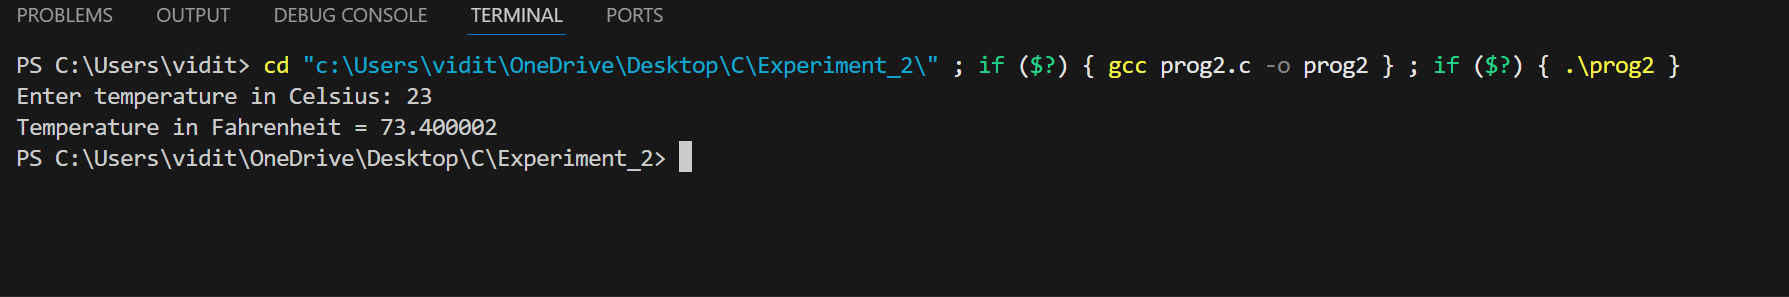 PROBLEMS OUTPUT DEBUG CONSOLE TERMINAL PORTS
PS C:\Users\vidit> cd "c:\Users\vidit\OneDrive\Desktop\C\Experiment_2\" ; if ($?) { gcc prog2.c -o prog2 } ; if ($?) { .\prog2 }
Enter temperature in Celsius: 23
Temperature in Fahrenheit = 73.400002
PS C:\Users\vidit\OneDrive\Desktop\C\Experiment_2>